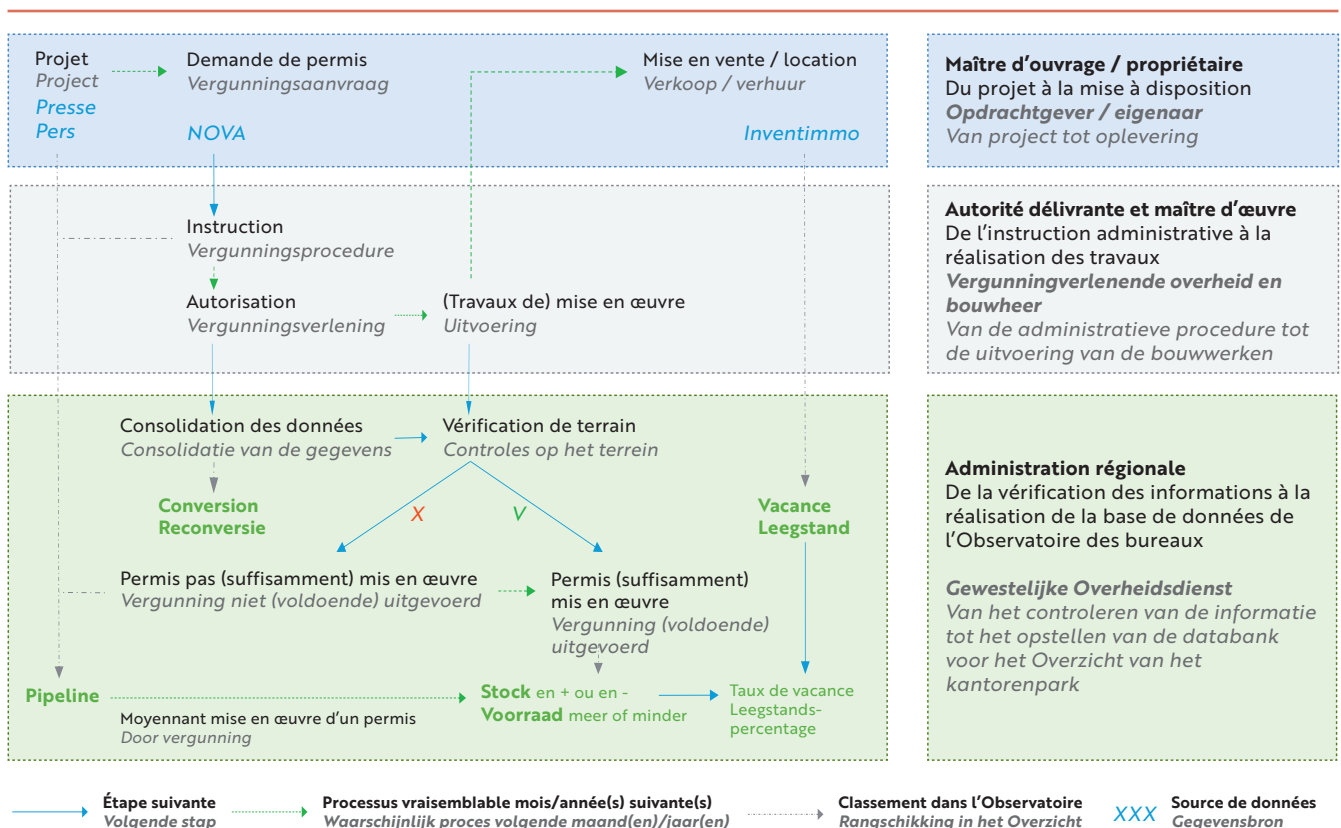 Projet
Project
Presse
Pers
Demande de permis
Vergunningsaanvraag
NOVA
Mise en vente / location
Verkoop / verhuur
Inventimmo
Maître d'ouvrage / propriétaire
Du projet à la mise à disposition
Opdrachtgever / eigenaar
Van project tot oplevering
Instruction
Vergunningsprocedure
Autorisation
Vergunningsverlening
(Travaux de) mise en œuvre
Uitvoering
Autorité délivrante et maître d'œuvre
De l'instruction administrative à la
réalisation des travaux
Vergunningverlenende overheid en
bouwheer
Van de administratieve procedure tot
de uitvoering van de bouwwerken
Consolidation des données
Consolidatie van de gegevens
Vérification de terrain
Controles op het terrein
Conversion
Reconversie
X
V
Vacance
Leegstand
Permis pas (suffisamment) mis en œuvre
Vergunning niet (voldoende) uitgevoerd
Permis (suffisamment)
mis en œuvre
Vergunning (voldoende)
uitgevoerd
Pipeline
Moyennant mise en œuvre d'un permis
Door vergunning
Stock en + ou en -
Voorraad meer of minder
Taux de vacance
Leegstands-
percentage
Administration régionale
De la vérification des informations à la
réalisation de la base de données de
l'Observatoire des bureaux
Gewestelijke Overheidsdienst
Van het controleren van de informatie
tot het opstellen van de databank
voor het Overzicht van het
kantorenpark
Étape suivante
Volgende stap
Processus vraisemblable mois/année(s) suivante(s)
Waarschijnlijk proces volgende maand(en)/jaar(en)
Classement dans l'Observatoire
Rangschikking in het Overzicht
XXX
Source de données
Gegevensbron